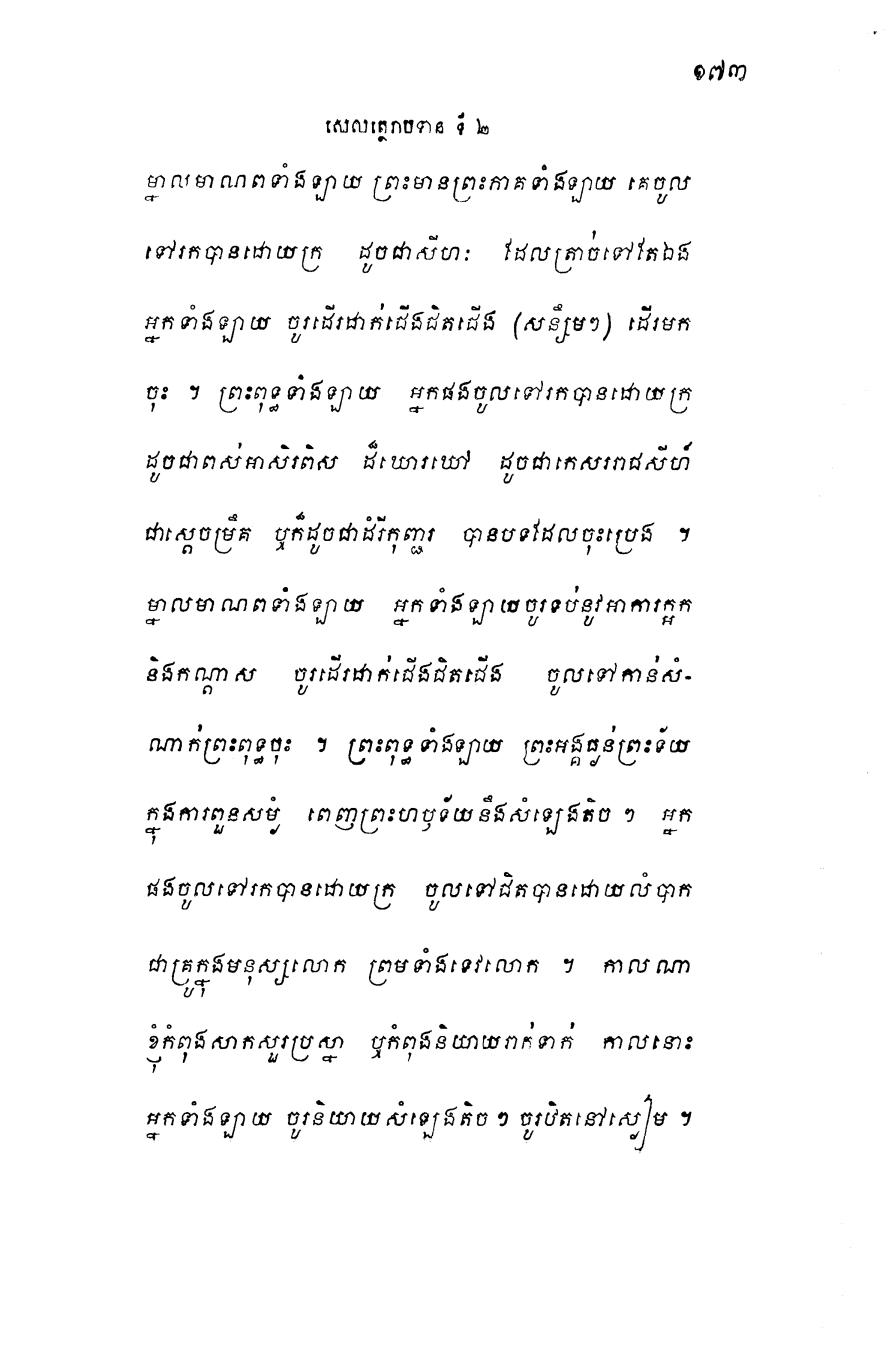 ១៧៣
សេលត្ថេរាបទាន ទី ២
ម្នាលមាណពទាំងឡាយ ព្រះមានព្រះភាគទាំងឡាយ គេចូល
ទៅរកបានដោយក្រ ដូចជាសីហៈ ដែលត្រាច់ទៅតែឯង
អ្នកទាំងឡាយ ចូរដើរដាក់ជើងជិតជើង (សន្សឹមៗ) ដើរមក
ចុះ ។ ព្រះពុទ្ធទាំងឡាយ អ្នកផងចូលទៅរកបានដោយក្រ
ដូចជាពស់អាសិរពិស ដ៏ឃោរឃៅ ដូចជាកេសររាជសីហ៍
ជាស្តេចម្រឹគ ឬក៏ដូចជាដំរីកុញ្ជរ បានបទដែលចុះប្រេង ។
ម្នាលមាណពទាំងឡាយ អ្នកទាំងឡាយចូរទប់នូវអាការក្អក
និងកណ្តាស ចូរដើរដាក់ជើងជិតជើង ចូលទៅកាន់សំ-
ណាក់ព្រះពុទ្ធចុះ ។ ព្រះពុទ្ធទាំងឡាយ ព្រះអង្គធ្ងន់ព្រះទ័យ
ក្នុងការពួនសម្ងំ ពេញព្រះហឫទ័យនឹងសំឡេងតិច ៗ អ្នក
ផងចូលទៅរកបានដោយក្រ ចូលទៅជិតបានដោយលំបាក
ជាគ្រូក្នុងមនុស្សលោក ព្រមទាំងទេវលោក ។ កាលណា
ខ្ញុំកំពុងសាកសួរប្រស្នា ឬកំពុងនិយាយរាក់ទាក់ កាលនោះ
អ្នកទាំងឡាយ ចូរនិយាយសំឡេងតិច ៗ ចូរឋិតនៅស្ងៀម ។